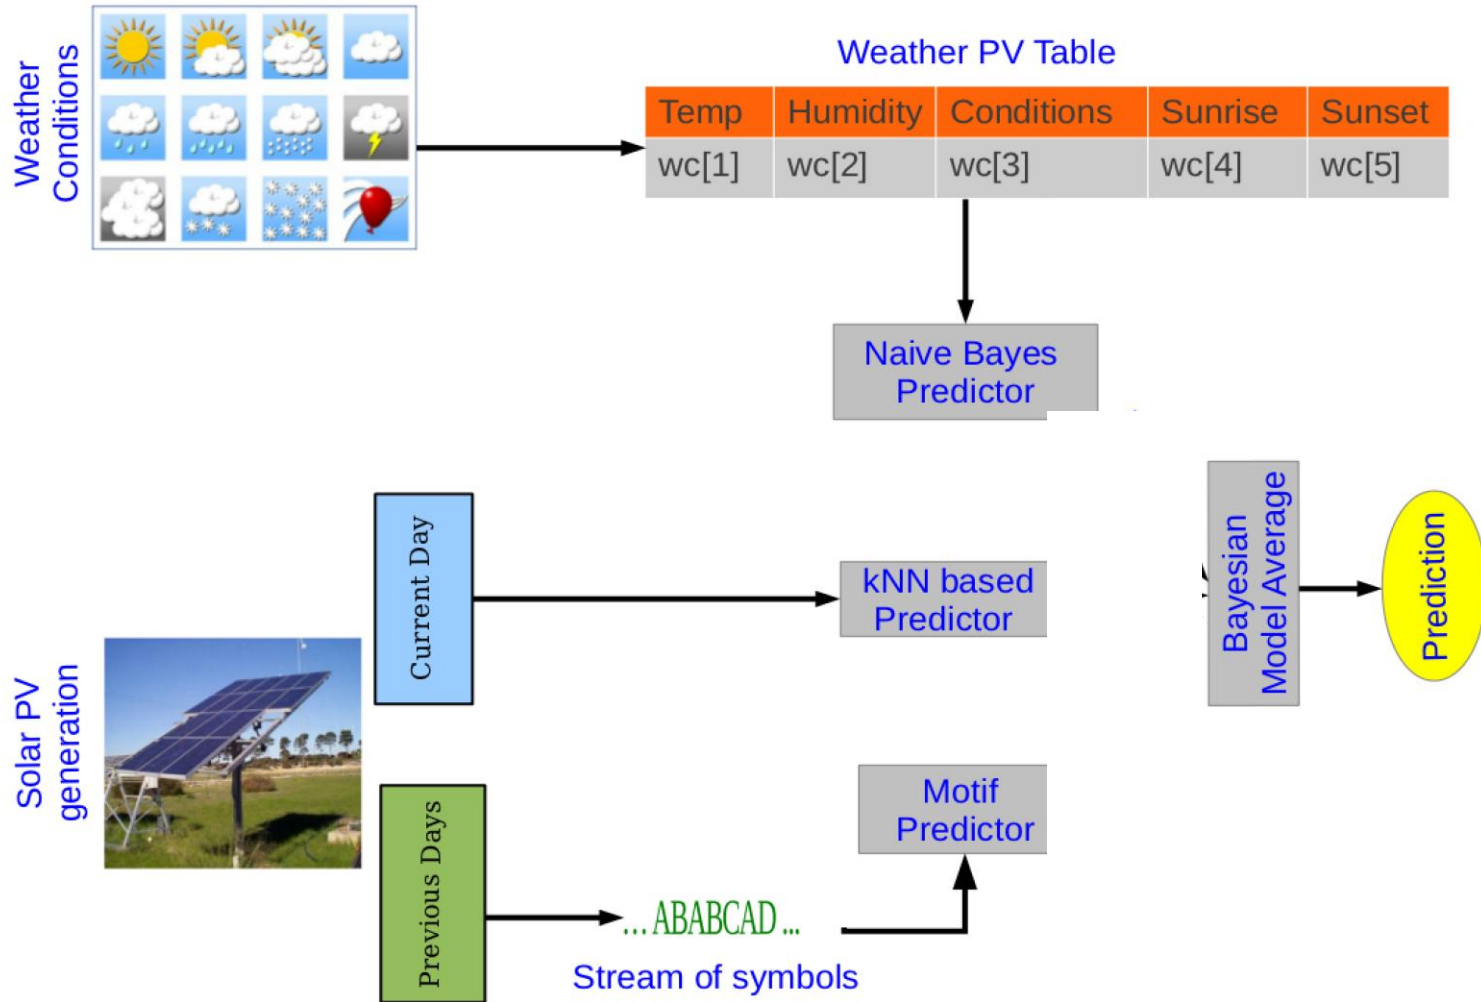 Weather
Conditions
Weather PV Table
Temp Humidity Conditions Sunrise Sunset
wc[1] wc[2] wc[3] wc[4] wc[5]
Naive Bayes
Predictor
Current Day
kNN based
Predictor
Bayesian
Model Average
Prediction
Solar PV
generation
Motif
Predictor
Previous Days
...ABABCAD...
Stream of symbols